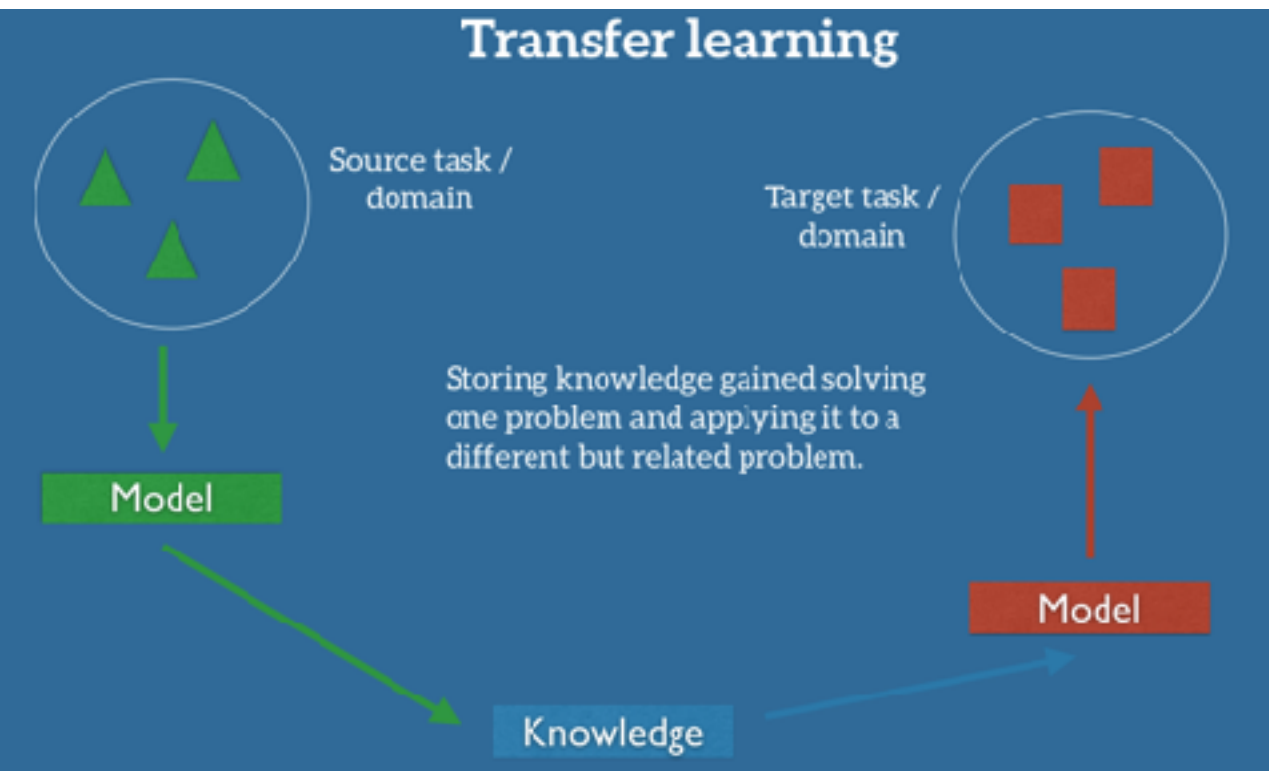 Transfer learning
Source task /
domain
Target task /
domain
Storing knowledge gained solving
one problem and applying it to a
different but related problem.
Model
Model
Knowledge